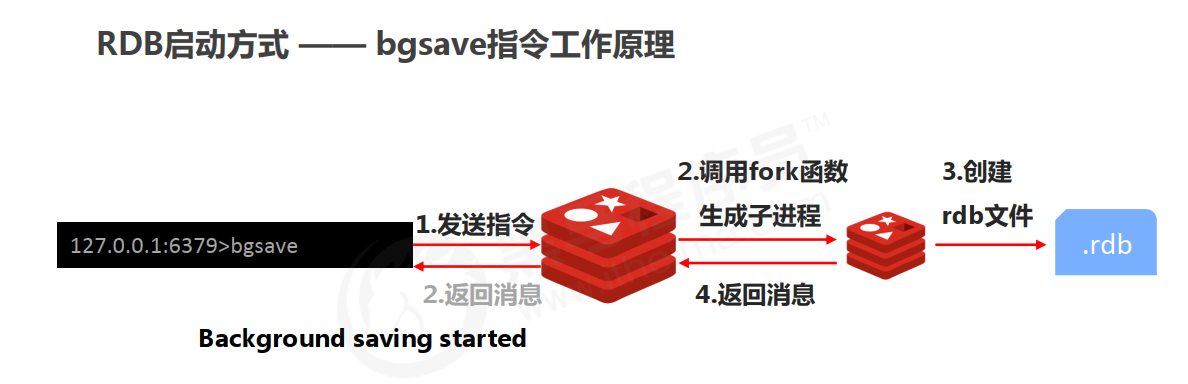 RDB启动方式 —— bgsave指令工作原理
2.调用fork函数
生成子进程
3.创建
rdb文件
1.发送指令
127.0.0.1:6379>bgsave
.rdb
2.返回消息
4.返回消息
Background saving started